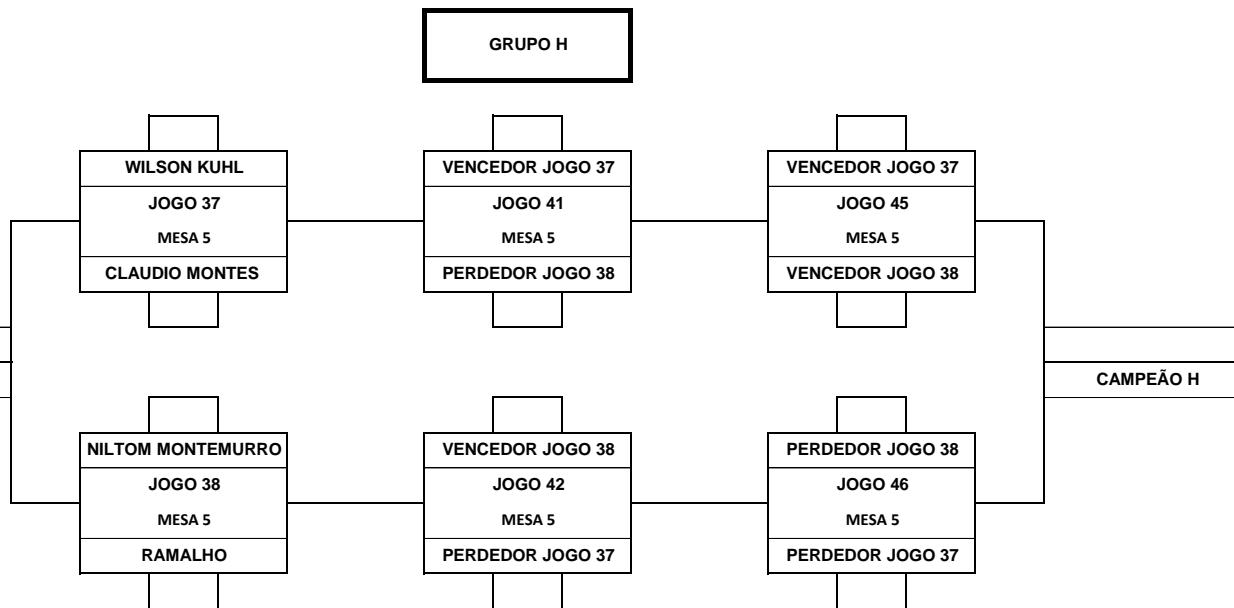 GRUPO H
WILSON KUHL
JOGO 37
MESA 5
CLAUDIO MONTES
VENCEDOR JOGO 37
JOGO 41
MESA 5
PERDEDOR JOGO 38
VENCEDOR JOGO 37
JOGO 45
MESA 5
VENCEDOR JOGO 38
CAMPEÃO H
NILTOM MONTEMURRO
JOGO 38
MESA 5
RAMALHO
VENCEDOR JOGO 38
JOGO 42
MESA 5
PERDEDOR JOGO 37
PERDEDOR JOGO 38
JOGO 46
MESA 5
PERDEDOR JOGO 37